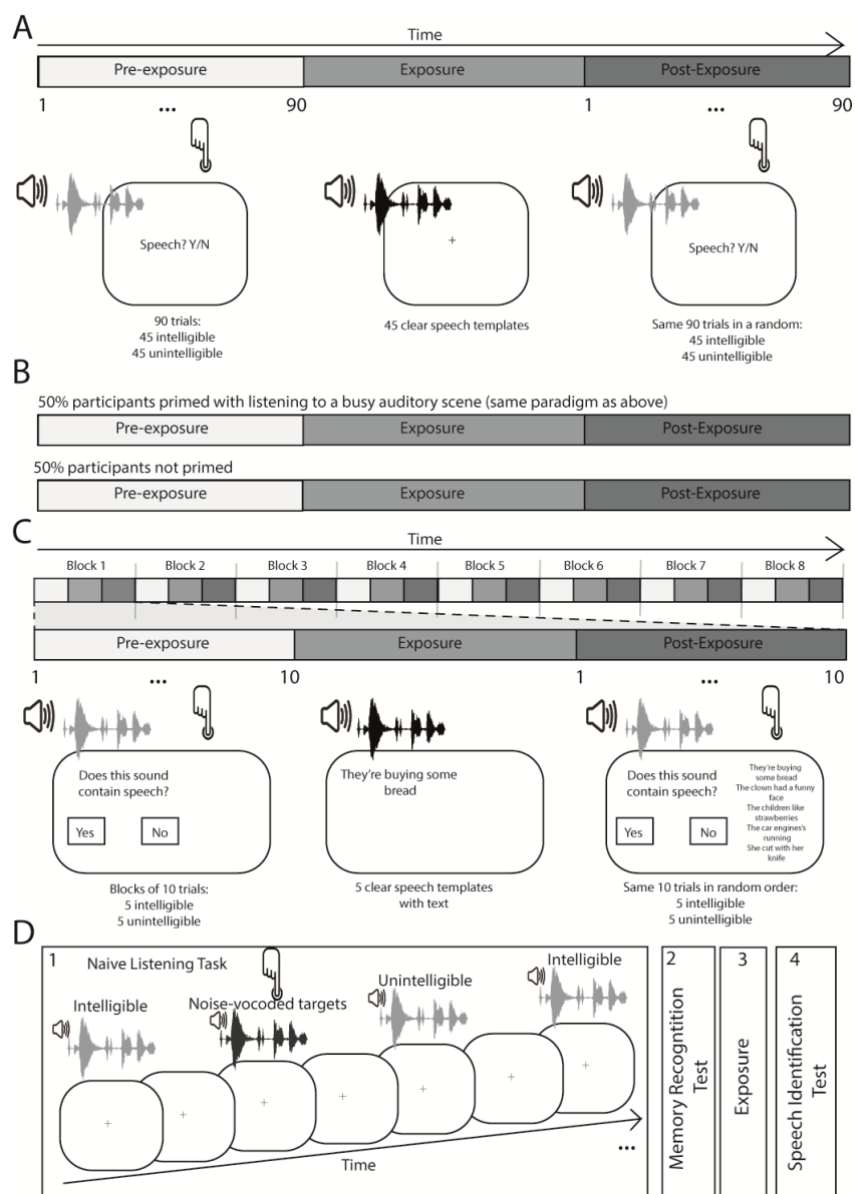 A
Time
Pre-exposure Exposure Post-Exposure
1 ... 90 1 ... 90
Speech? Y/N
+
Speech? Y/N
90 trials:
45 intelligible
45 unintelligible
45 clear speech templates
Same 90 trials in a random:
45 intelligible
45 unintelligible
B
50% participants primed with listening to a busy auditory scene (same paradigm as above)
Pre-exposure Exposure Post-Exposure
50% participants not primed
Pre-exposure Exposure Post-Exposure
C
Time
Block 1 Block 2 Block 3 Block 4 Block 5 Block 6 Block 7 Block 8
Pre-exposure Exposure Post-Exposure
1 ... 10 1 ... 10
Does this sound
contain speech?
Yes No
They're buying some
bread
Does this sound
contain speech?
Yes No
They're buying
some bread
The clown had a funny
face
The children like
strawberries
The car engines's
running
She cut with her
knife
Blocks of 10 trials:
5 intelligible
5 unintelligible
5 clear speech templates
with text
Same 10 trials in random order:
5 intelligible
5 unintelligible
D
1 Naive Listening Task
Intelligible
Noise-vocoded targets
Unintelligible
Intelligible
+ + + + + + +
Time
...
2
Memory Recogntition
Test
3
Exposure
4
Speech Identification
Test